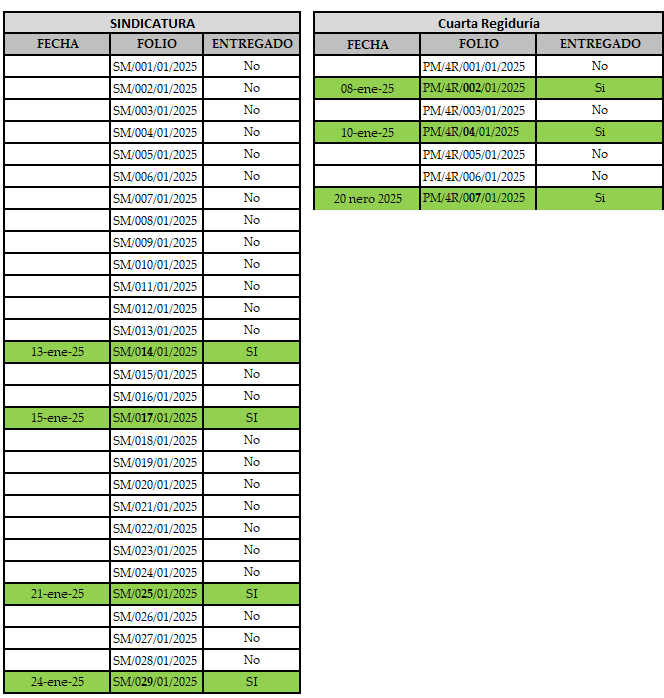 SINDICATURA
FECHA FOLIO ENTREGADO
SM/001/01/2025 No
SM/002/01/2025 No
SM/003/01/2025 No
SM/004/01/2025 No
SM/005/01/2025 No
SM/006/01/2025 No
SM/007/01/2025 No
SM/008/01/2025 No
SM/009/01/2025 No
SM/010/01/2025 No
SM/011/01/2025 No
SM/012/01/2025 No
SM/013/01/2025 No
13-ene-25 SM/014/01/2025 SI
SM/015/01/2025 No
SM/016/01/2025 No
15-ene-25 SM/017/01/2025 SI
SM/018/01/2025 No
SM/019/01/2025 No
SM/020/01/2025 No
SM/021/01/2025 No
SM/022/01/2025 No
SM/023/01/2025 No
SM/024/01/2025 No
21-ene-25 SM/025/01/2025 SI
SM/026/01/2025 No
SM/027/01/2025 No
SM/028/01/2025 No
24-ene-25 SM/029/01/2025 SI
Cuarta Regiduría
FECHA FOLIO ENTREGADO
PM/4R/001/01/2025 No
08-ene-25 PM/4R/002/01/2025 Si
PM/4R/003/01/2025 No
10-ene-25 PM/4R/04/01/2025 Si
PM/4R/005/01/2025 No
PM/4R/006/01/2025 No
20 nero 2025 PM/4R/007/01/2025 Si